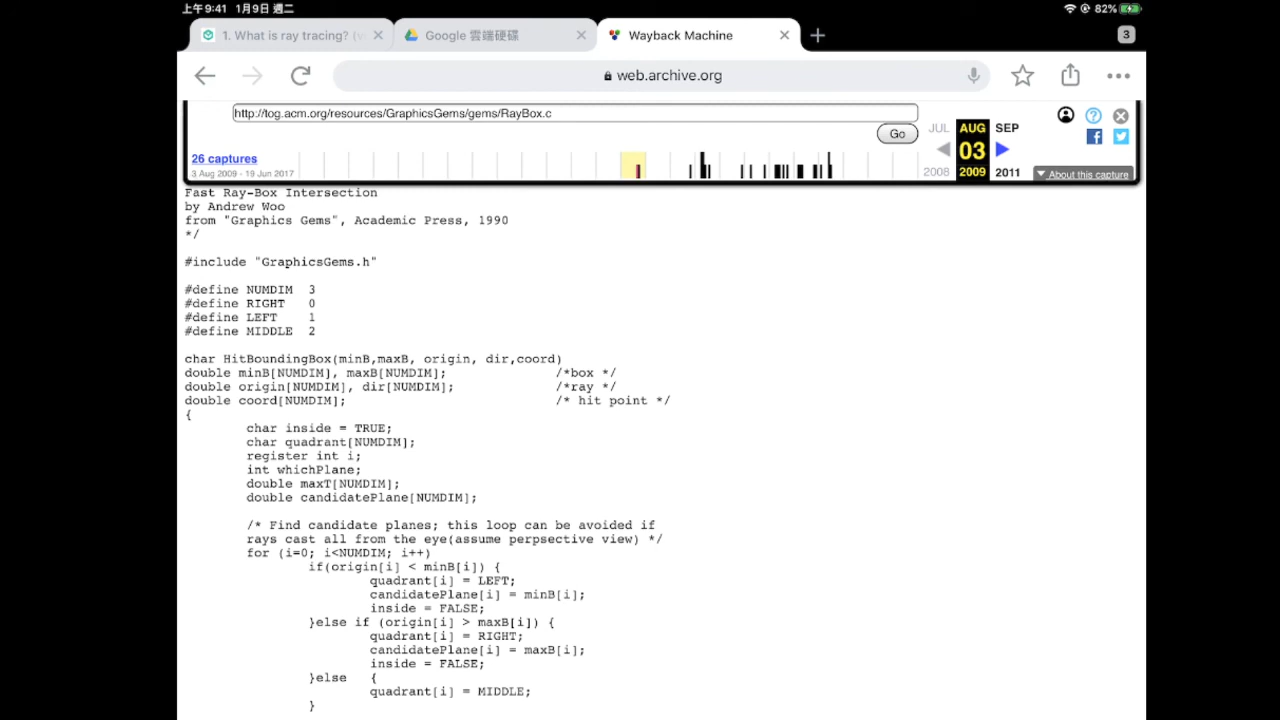 上午9:41 1月9日 週二
82%
1. What is ray tracing? (v
Google 雲端硬碟
Wayback Machine
3
web.archive.org
http://tog.acm.org/resources/GraphicsGems/gems/RayBox.c
Go
JUL AUG SEP
26 captures
03
3 Aug 2009 - 19 Jun 2017
2008 2009 2011
About this capture
Fast Ray-Box Intersection
by Andrew Woo
from "Graphics Gems", Academic Press, 1990
*/
#include "GraphicsGems.h"
#define NUMDIM 3
#define RIGHT 0
#define LEFT 1
#define MIDDLE 2
char HitBoundingBox(minB,maxB, origin, dir,coord)
double minB[NUMDIM], maxB[NUMDIM]; /*box */
double origin[NUMDIM], dir[NUMDIM]; /*ray */
double coord[NUMDIM]; /* hit point */
{
char inside = TRUE;
char quadrant[NUMDIM];
register int i;
int whichPlane;
double maxT[NUMDIM];
double candidatePlane[NUMDIM];
/* Find candidate planes; this loop can be avoided if
rays cast all from the eye(assume perpsective view) */
for (i=0; i<NUMDIM; i++)
if(origin[i] < minB[i]) {
quadrant[i] = LEFT;
candidatePlane[i] = minB[i];
inside = FALSE;
}else if (origin[i] > maxB[i]) {
quadrant[i] = RIGHT;
candidatePlane[i] = maxB[i];
inside = FALSE;
}else {
quadrant[i] = MIDDLE;
}